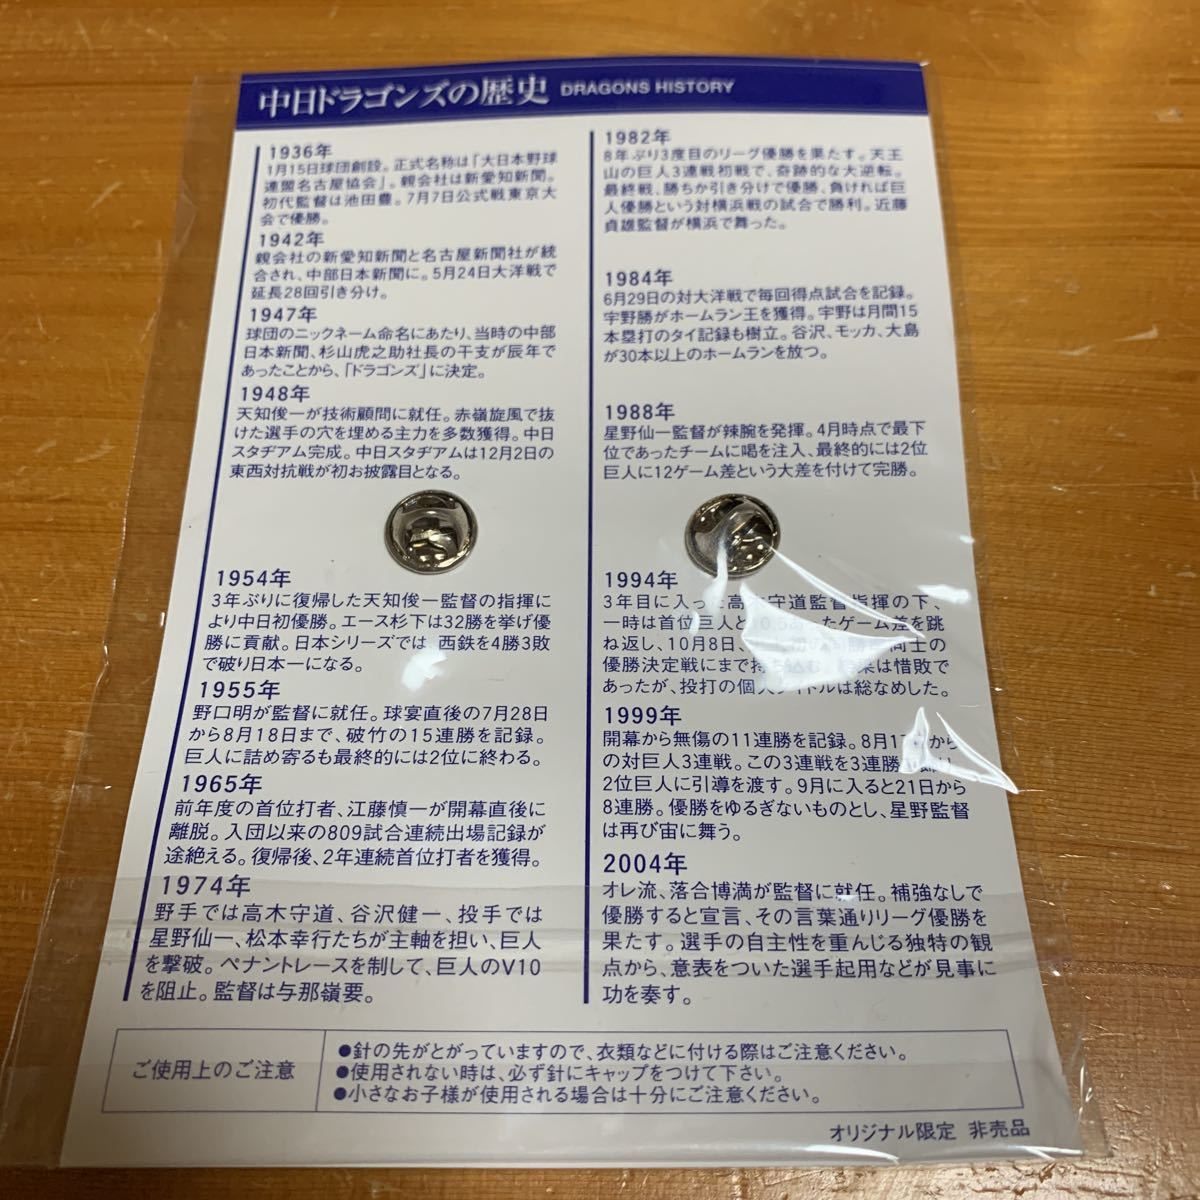 中日ドラゴンズの歴史 DRAGONS HISTORY
1936年
1月15日球団創設。正式名称は「大日本野球
連盟名古屋協会」。親会社は新愛知新聞。
初代監督は池田豊。7月7日公式戦東京大
会で優勝。
1942年
親会社の新愛知新聞と名古屋新聞社が統
合され、中部日本新聞に。5月24日大洋戦で
延長28回引き分け。
1947年
球団のニックネーム命名にあたり、当時の中部
日本新聞、杉山虎之助社長の干支が辰年で
あったことから、「ドラゴンズ」に決定。
1948年
天知俊一が技術顧問に就任。赤嶺旋風で抜
けた選手の穴を埋める主力を多数獲得。中日
スタヂアム完成。中日スタヂアムは12月2日の
東西対抗戦が初お披露目となる。
1954年
3年ぶりに復帰した天知俊一監督の指揮に
より中日初優勝。エース杉下は32勝を挙げ優
勝に貢献。日本シリーズでは、西鉄を4勝3敗
で破り日本一になる。
1955年
野口明が監督に就任。球宴直後の7月28日
から8月18日まで、破竹の15連勝を記録。
巨人に詰め寄るも最終的には2位に終わる。
1965年
前年度の首位打者、江藤慎一が開幕直後に
離脱。入団以来の809試合連続出場記録が
途絶える。復帰後、2年連続首位打者を獲得。
1974年
野手では高木守道、谷沢健一、投手では
星野仙一、松本幸行たちが主軸を担い、巨人
を撃破。ペナントレースを制して、巨人のV10
を阻止。監督は与那嶺要。
1982年
8年ぶり3度目のリーグ優勝を果たす。天王
山の巨人3連戦初戦で、奇跡的な大逆転。
最終戦、勝ちか引き分けで優勝、負ければ巨
人優勝という対横浜戦の試合で勝利。近藤
貞雄監督が横浜で舞った。
1984年
6月29日の対大洋戦で毎回得点試合を記録。
宇野勝がホームラン王を獲得。宇野は月間15
本塁打のタイ記録も樹立。谷沢、モッカ、大島
が30本以上のホームランを放つ。
1988年
星野仙一監督が辣腕を発揮。4月時点で最下
位であったチームに喝を注入、最終的には2位
巨人に12ゲーム差という大差を付けて完勝。
1994年
3年目に入った高木守道監督指揮の下、
一時は首位巨人と10.5あったゲーム差を跳
ね返し、10月8日、同士の
優勝決定戦にまで持ち込む。結果は惜敗で
あったが、投打の個人タイトルは総なめした。
1999年
開幕から無傷の11連勝を記録。8月1から
の対巨人3連戦。この3連戦を3連勝
2位巨人に引導を渡す。9月に入ると21日から
8連勝。優勝をゆるぎないものとし、星野監督
は再び宙に舞う。
2004年
オレ流、落合博満が監督に就任。補強なしで
優勝すると宣言、その言葉通りリーグ優勝を
果たす。選手の自主性を重んじる独特の観
点から、意表をついた選手起用などが見事に
功を奏す。
ご使用上のご注意
●針の先がとがっていますので、衣類などに付ける際はご注意ください。
●使用されない時は、必ず針にキャップをつけて下さい。
●小さなお子様が使用される場合は十分にご注意ください。
オリジナル限定 非売品